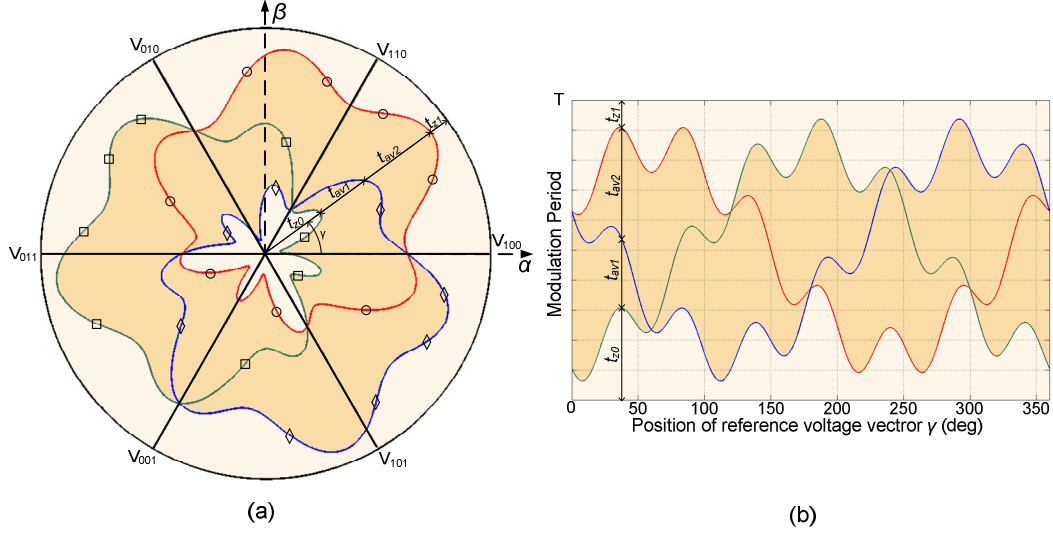 β
V010
V110
tz1
tav2
tav1
tz0
γ
V011
V100
α
V001
V101
(a)
T
Modulation Period
tz1
tav2
tav1
tz0
0 50 100 150 200 250 300 350
Position of reference voltage vectror γ (deg)
(b)